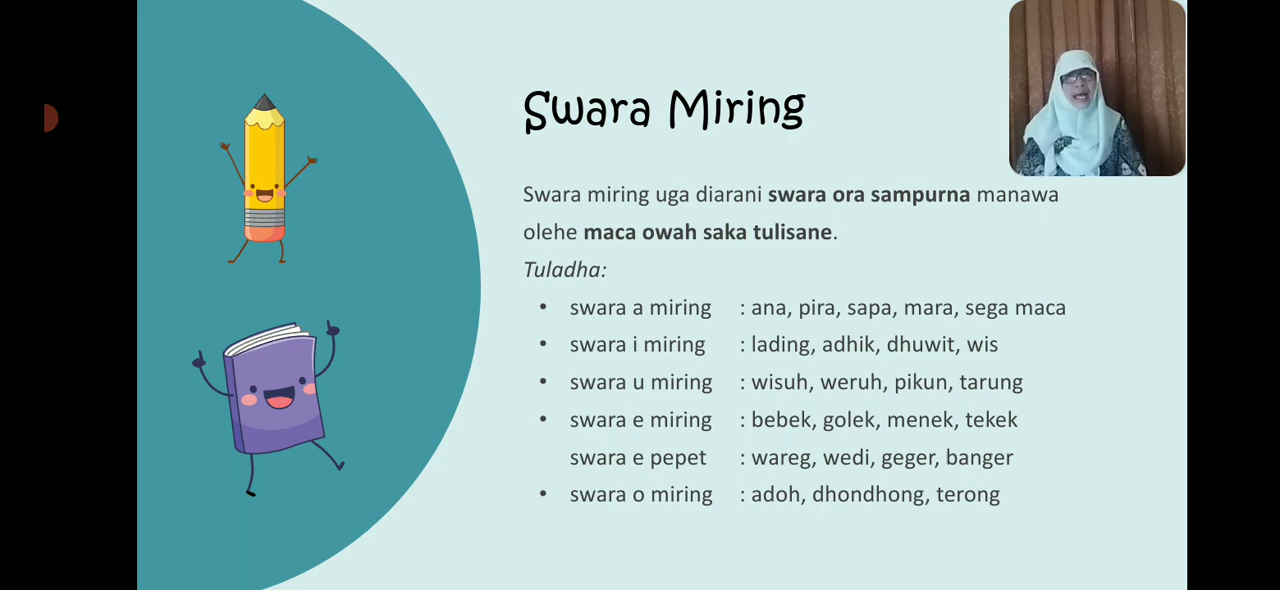 Swara Miring
Swara miring uga diarani swara ora sampurna manawa
olehe maca owah saka tulisane.
Tuladha:
• swara a miring : ana, pira, sapa, mara, sega maca
• swara i miring : lading, adhik, dhuwit, wis
• swara u miring : wisuh, weruh, pikun, tarung
• swara e miring : bebek, golek, menek, tekek
swara e pepet : wareg, wedi, geger, banger
• swara o miring : adoh, dhondhong, terong